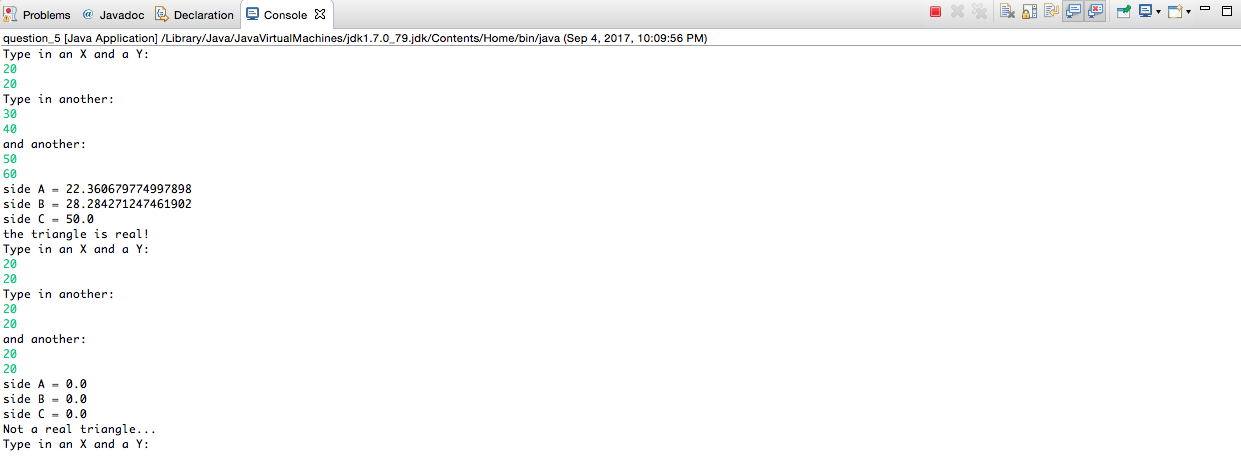 Problems @ Javadoc Declaration Console
question_5 [Java Application] /Library/Java/JavaVirtualMachines/jdk1.7.0_79.jdk/Contents/Home/bin/java (Sep 4, 2017, 10:09:56 PM)
Type in an X and a Y:
20
20
Type in another:
30
40
and another:
50
60
side A = 22.360679774997898
side B = 28.284271247461902
side C = 50.0
the triangle is real!
Type in an X and a Y:
20
20
Type in another:
20
20
and another:
20
20
side A = 0.0
side B = 0.0
side C = 0.0
Not a real triangle...
Type in an X and a Y: